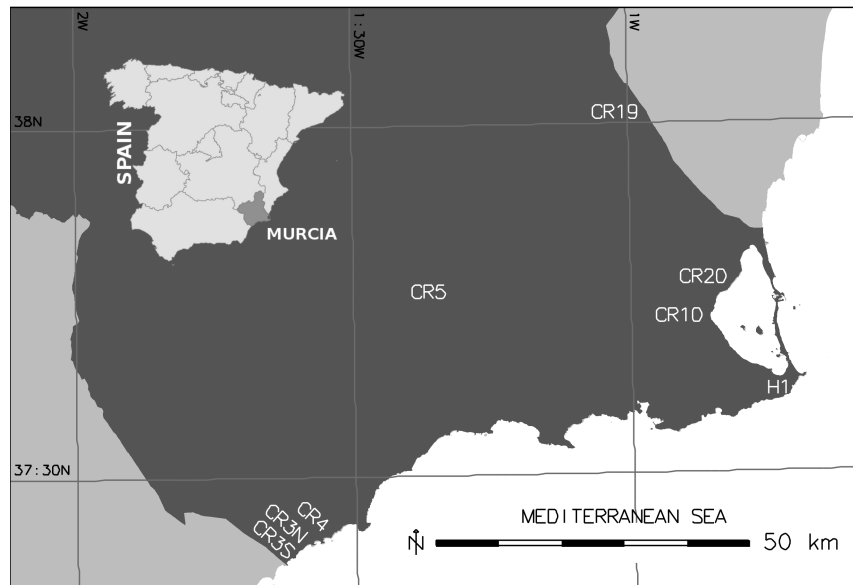 2W
1:30W
1W
38N
CR19
SPAIN
MURCIA
CR20
CR5
CR10
H1
37:30N
CR4
CR3N
CR3S
MEDITERRANEAN SEA
N
50 km